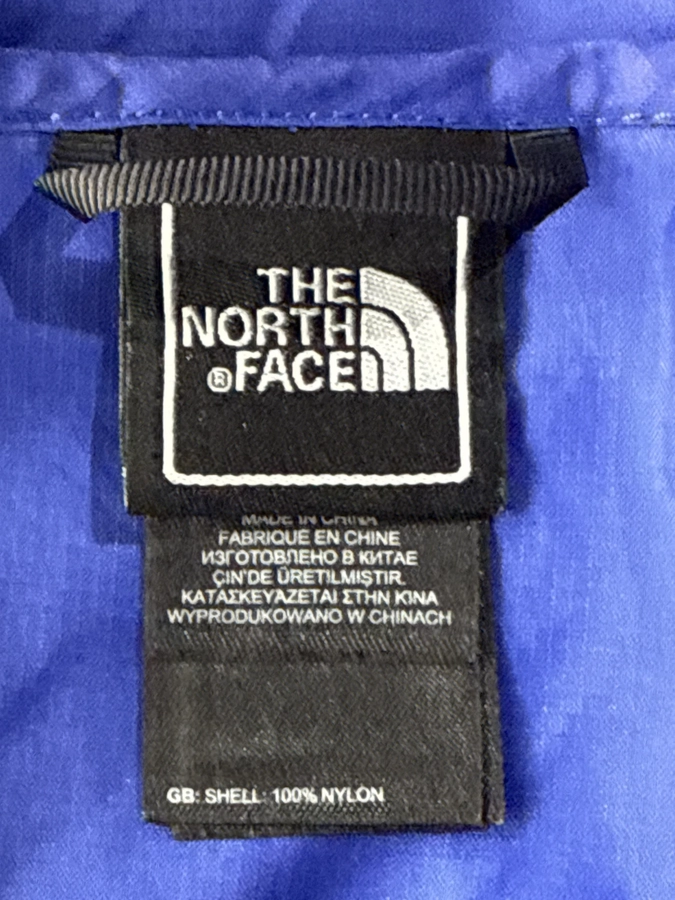 THE
NORTH
® FACE
MADE IN CHINA
FABRIQUÉ EN CHINE
ИЗГОТОВЛЕНО В КИТАЕ
ÇIN'DE ÜRETILMIŞTIR.
ΚΑΤΑΣΚΕΥΑΖΕΤΑΙ ΣΤΗΝ ΚΙΝΑ
WYPRODUKOWANO W CHINACH
GB: SHELL: 100% NYLON